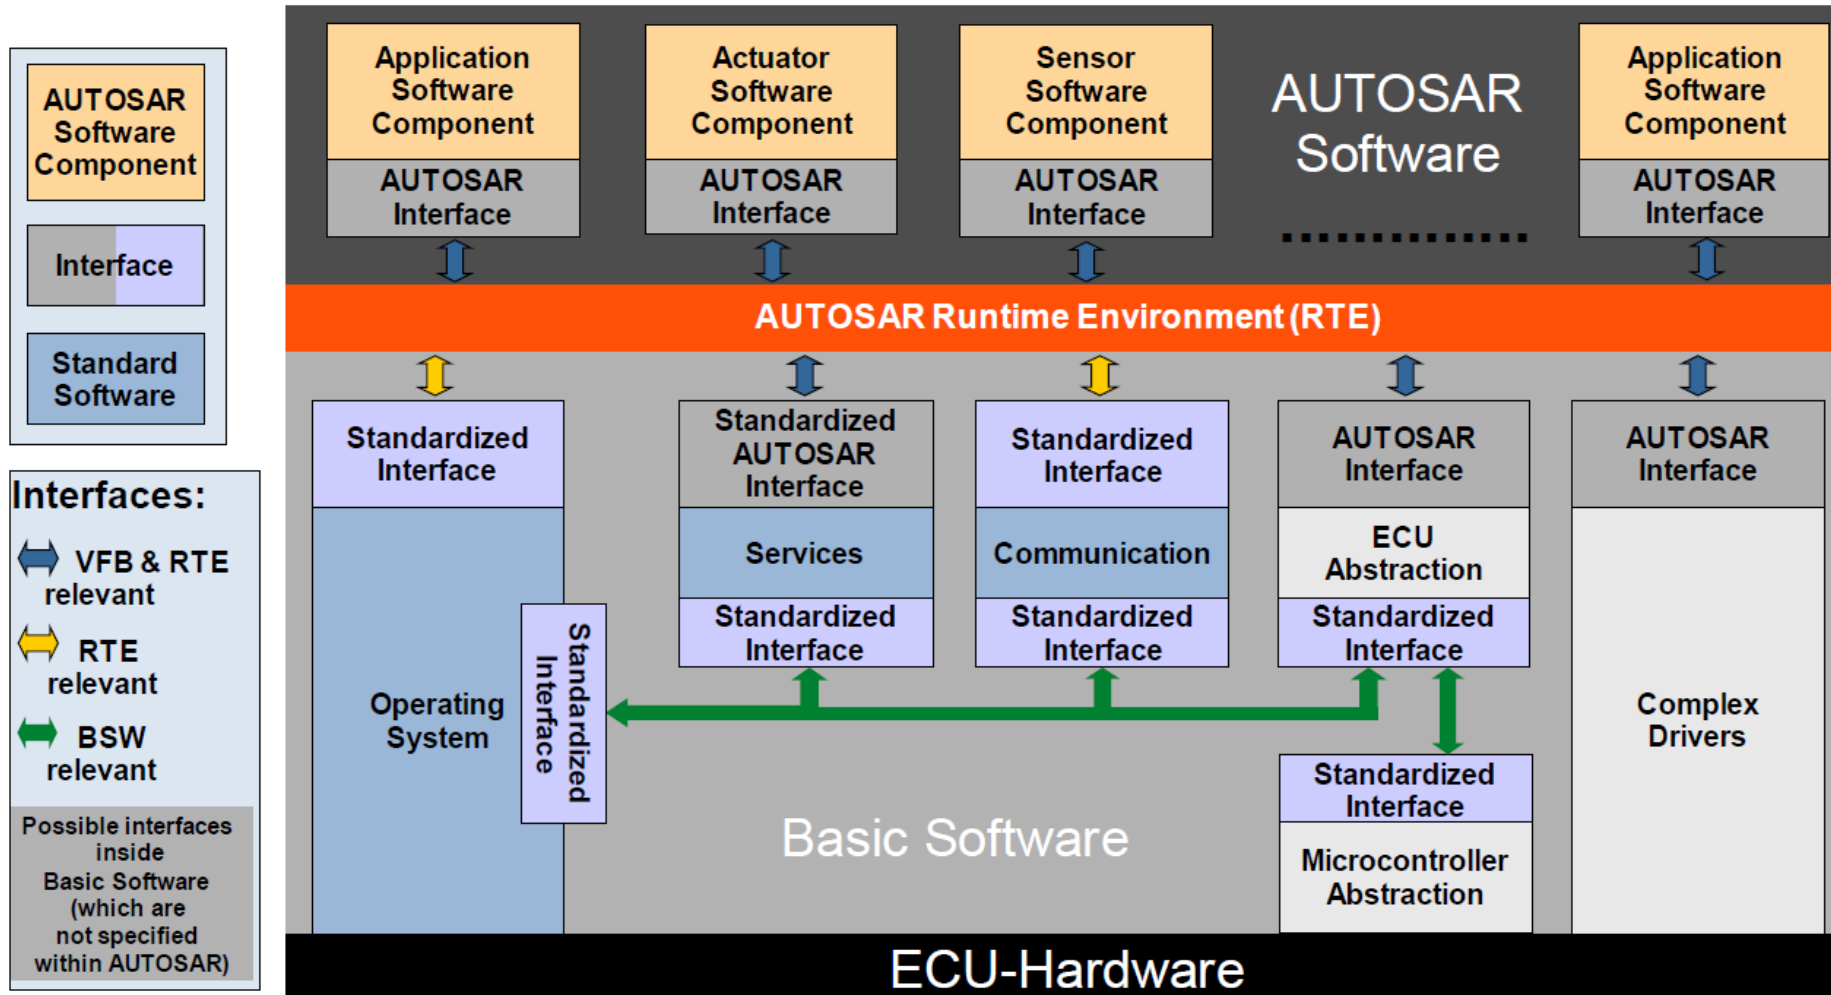 AUTOSAR
Software
Component
Interface
Standard
Software
Interfaces:
VFB & RTE
relevant
RTE
relevant
BSW
relevant
Possible interfaces
inside
Basic Software
(which are
not specified
within AUTOSAR)
Application
Software
Component
AUTOSAR
Interface
Actuator
Software
Component
AUTOSAR
Interface
Sensor
Software
Component
AUTOSAR
Interface
AUTOSAR
Software
..............
Application
Software
Component
AUTOSAR
Interface
AUTOSAR Runtime Environment (RTE)
Standardized
Interface
Operating
System
Standardized
Interface
Standardized
AUTOSAR
Interface
Services
Standardized
Interface
Standardized
Interface
Communication
Standardized
Interface
AUTOSAR
Interface
ECU
Abstraction
Standardized
Interface
Standardized
Interface
Microcontroller
Abstraction
AUTOSAR
Interface
Complex
Drivers
Basic Software
ECU-Hardware